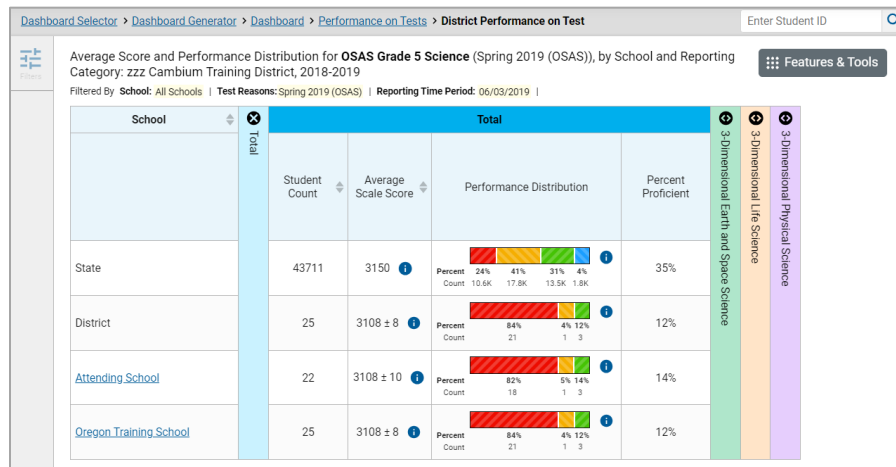 Dashboard Selector > Dashboard Generator > Dashboard > Performance on Tests > District Performance on Test
Enter Student ID
Filters
Average Score and Performance Distribution for OSAS Grade 5 Science (Spring 2019 (OSAS)), by School and Reporting
Category: zzz Cambium Training District, 2018-2019
Features & Tools
Filtered By School: All Schools | Test Reasons: Spring 2019 (OSAS) | Reporting Time Period: 06/03/2019 |
School
Total
Total
3-Dimensional Earth and Space Science
3-Dimensional Life Science
3-Dimensional Physical Science
Student
Count
Average
Scale Score
Performance Distribution
Percent
Proficient
State
43711
3150
Percent 24% 41% 31% 4%
Count 10.6K 17.8K 13.5K 1.8K
35%
District
25
3108 ± 8
Percent 84% 4% 12%
Count 21 1 3
12%
Attending School
22
3108 ± 10
Percent 82% 5% 14%
Count 18 1 3
14%
Oregon Training School
25
3108 ± 8
Percent 84% 4% 12%
Count 21 1 3
12%